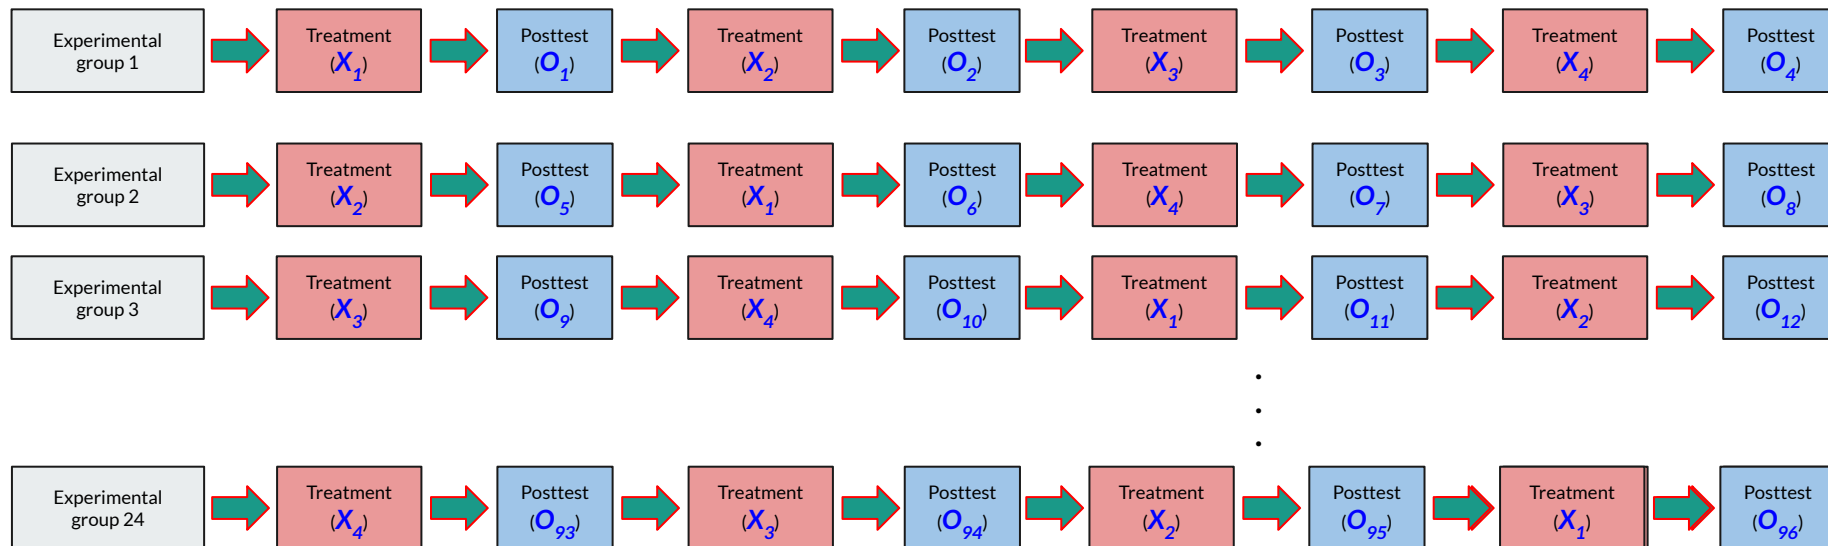 Experimental group 1
Treatment (X1)
Posttest (O1)
Treatment (X2)
Posttest (O2)
Treatment (X3)
Posttest (O3)
Treatment (X4)
Posttest (O4)
Experimental group 2
Treatment (X2)
Posttest (O5)
Treatment (X1)
Posttest (O6)
Treatment (X4)
Posttest (O7)
Treatment (X3)
Posttest (O8)
Experimental group 3
Treatment (X3)
Posttest (O9)
Treatment (X4)
Posttest (O10)
Treatment (X1)
Posttest (O11)
Treatment (X2)
Posttest (O12)
Experimental group 24
Treatment (X4)
Posttest (O93)
Treatment (X3)
Posttest (O94)
Treatment (X2)
Posttest (O95)
Treatment (X1)
Posttest (O96)